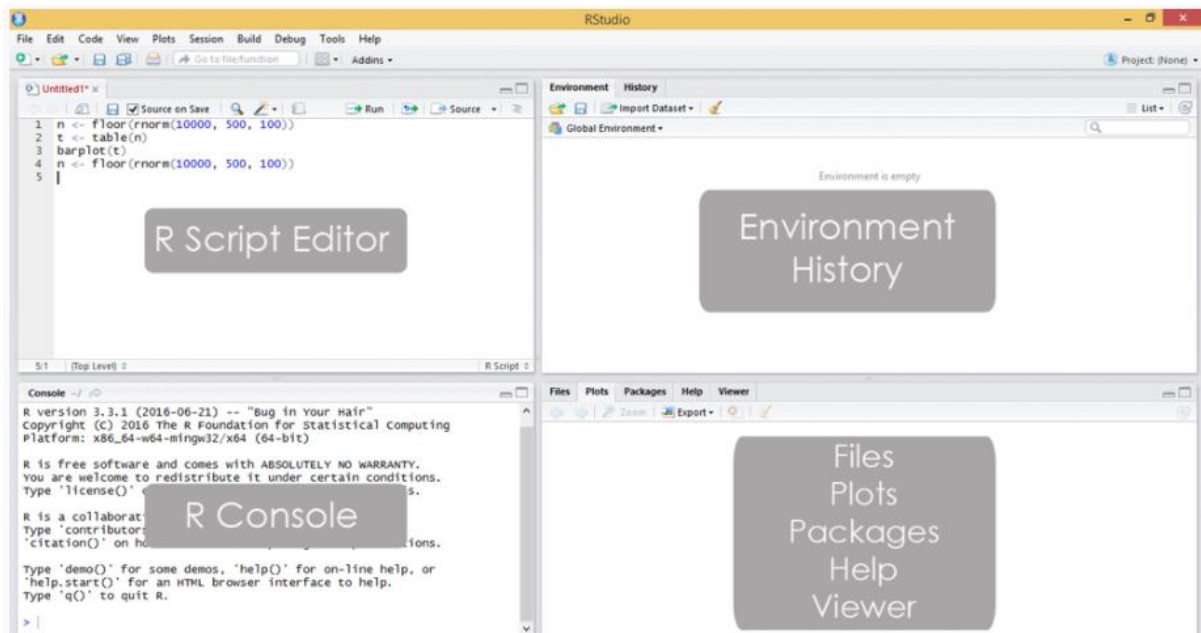 RStudio
File Edit Code View Plots Session Build Debug Tools Help
Go to file/function Addins Project: (None)
Untitled1*
Source on Save Run Source
1 n <- floor(rnorm(10000, 500, 100))
2 t <- table(n)
3 barplot(t)
4 n <- floor(rnorm(10000, 500, 100))
5
R Script Editor
5:1 (Top Level) R Script
Environment History
Import Dataset List
Global Environment
Environment is empty
Environment
History
Console ~/
R version 3.3.1 (2016-06-21) -- "Bug in Your Hair"
Copyright (C) 2016 The R Foundation for Statistical Computing
Platform: x86_64-w64-mingw32/x64 (64-bit)
R is free software and comes with ABSOLUTELY NO WARRANTY.
You are welcome to redistribute it under certain conditions.
Type 'license()' s.
R is a collaborat
Type 'contributors
'citation()' on ho ions.
R Console
Type 'demo()' for some demos, 'help()' for on-line help, or
'help.start()' for an HTML browser interface to help.
Type 'q()' to quit R.
>
Files Plots Packages Help Viewer
Zoom Export
Files
Plots
Packages
Help
Viewer